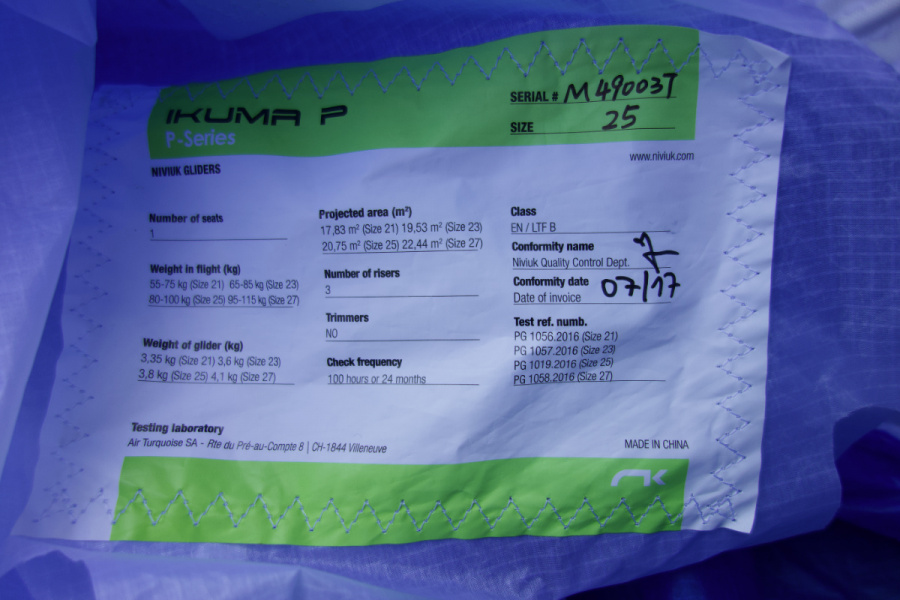 IKUMA P
P-Series
SERIAL # M49003T
SIZE 25
NIVIUK GLIDERS
www.niviuk.com
Number of seats
1
Weight in flight (kg)
55-75 kg (Size 21) 65-85 kg (Size 23)
80-100 kg (Size 25) 95-115 kg (Size 27)
Weight of glider (kg)
3,35 kg (Size 21) 3,6 kg (Size 23)
3,8 kg (Size 25) 4,1 kg (Size 27)
Projected area (m²)
17,83 m² (Size 21) 19,53 m² (Size 23)
20,75 m² (Size 25) 22,44 m² (Size 27)
Number of risers
3
Trimmers
NO
Check frequency
100 hours or 24 months
Class
EN / LTF B
Conformity name
Niviuk Quality Control Dept.
Conformity date
Date of invoice 07/17
Test ref. numb.
PG 1056.2016 (Size 21)
PG 1057.2016 (Size 23)
PG 1019.2016 (Size 25)
PG 1058.2016 (Size 27)
Testing laboratory
Air Turquoise SA - Rte du Pré-au-Compte 8 | CH-1844 Villeneuve
MADE IN CHINA